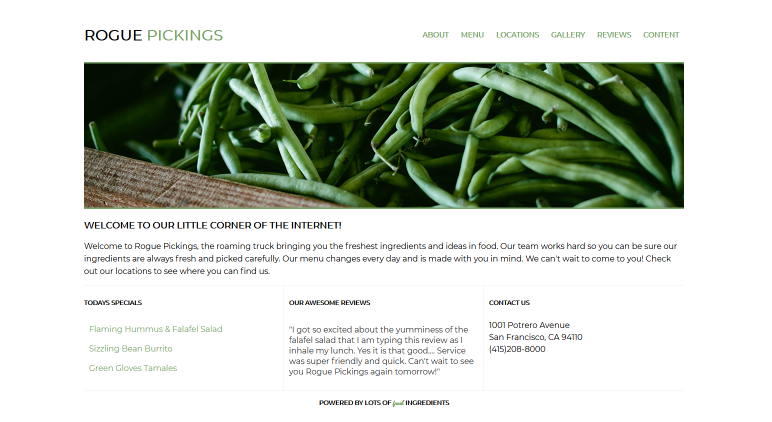 ROGUE PICKINGS
ABOUT MENU LOCATIONS GALLERY REVIEWS CONTENT
WELCOME TO OUR LITTLE CORNER OF THE INTERNET!
Welcome to Rogue Pickings, the roaming truck bringing you the freshest ingredients and ideas in food. Our team works hard so you can be sure our
ingredients are always fresh and picked carefully. Our menu changes every day and is made with you in mind. We can't wait to come to you! Check
out our locations to see where you can find us.
TODAYS SPECIALS
Flaming Hummus & Falafel Salad
Sizzling Bean Burrito
Green Gloves Tamales
OUR AWESOME REVIEWS
"I got so excited about the yumminess of the
falafel salad that I am typing this review as I
inhale my lunch. Yes it is that good.... Service
was super friendly and quick. Can't wait to see
you Rogue Pickings again tomorrow!"
CONTACT US
1001 Potrero Avenue
San Francisco, CA 94110
(415)208-8000
POWERED BY LOTS OF fresh INGREDIENTS